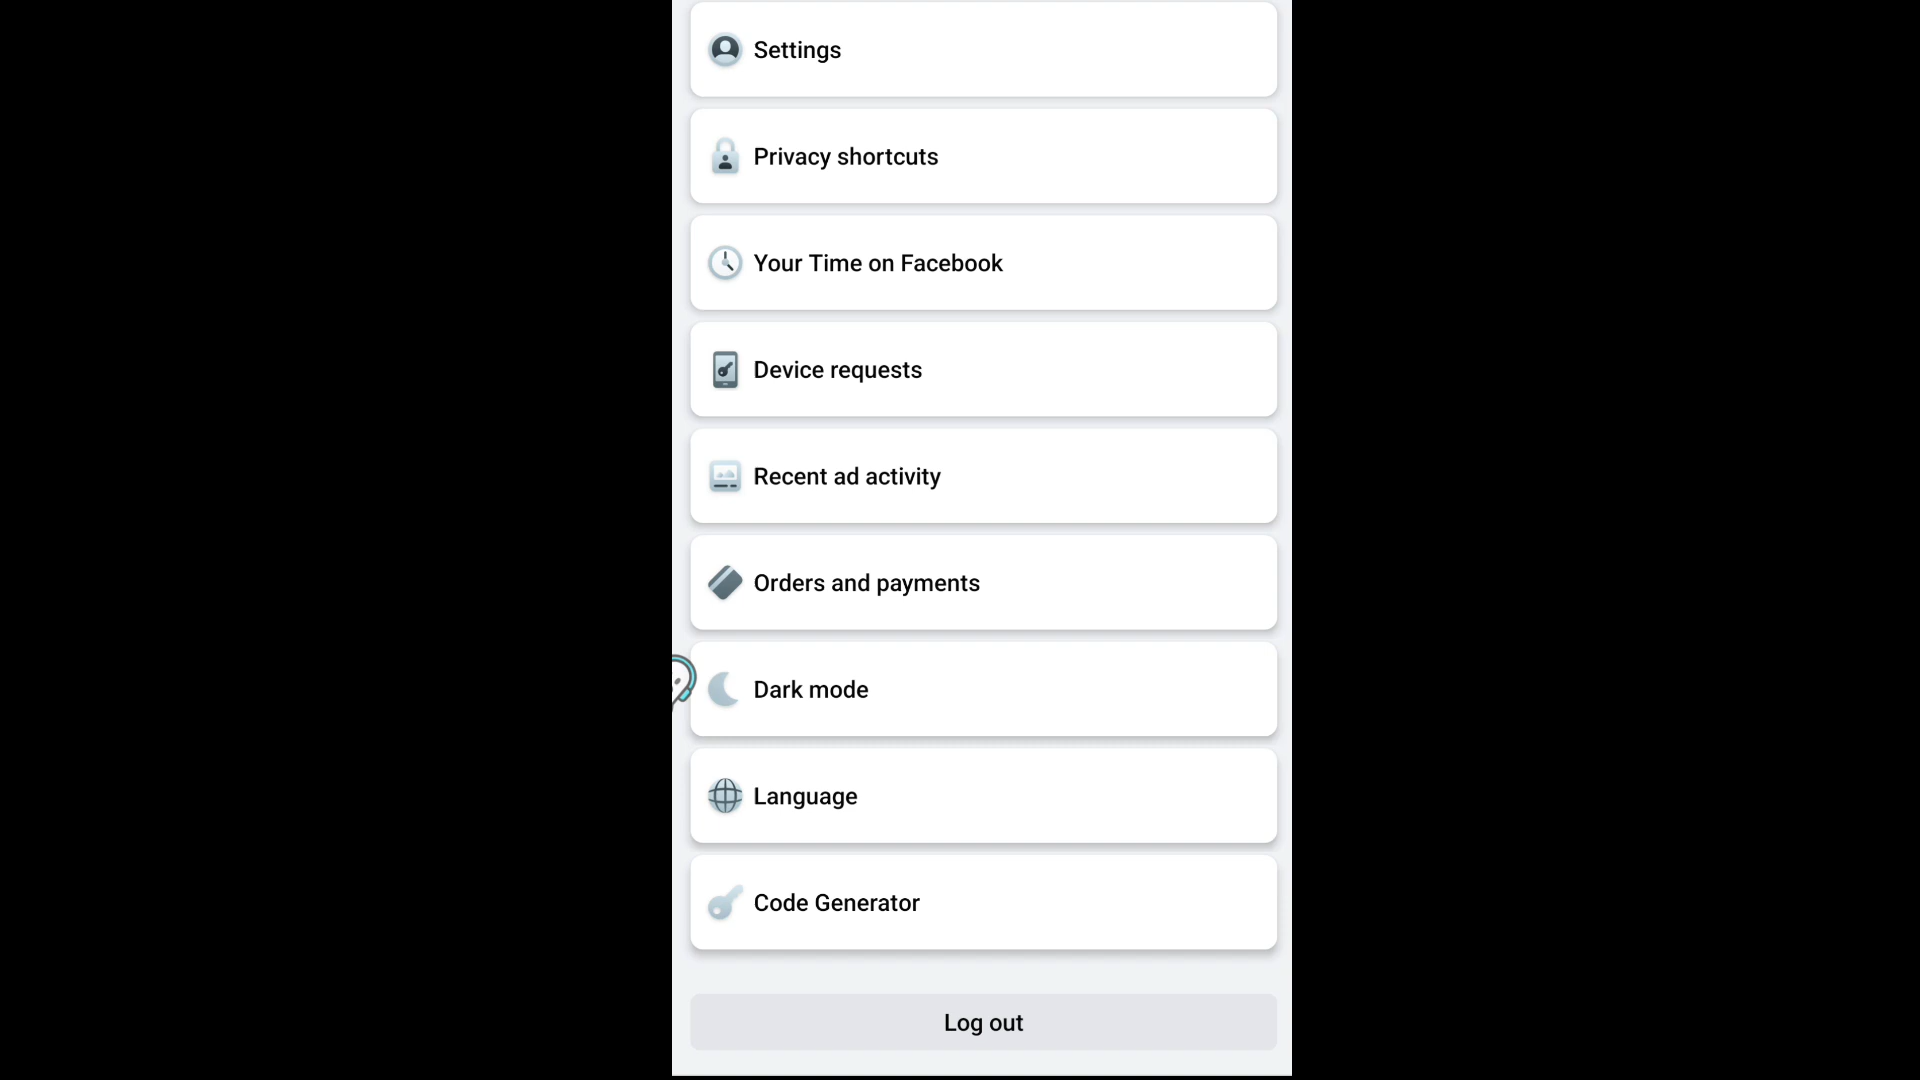 Settings
Privacy shortcuts
Your Time on Facebook
Device requests
Recent ad activity
Orders and payments
Dark mode
Language
Code Generator
Log out